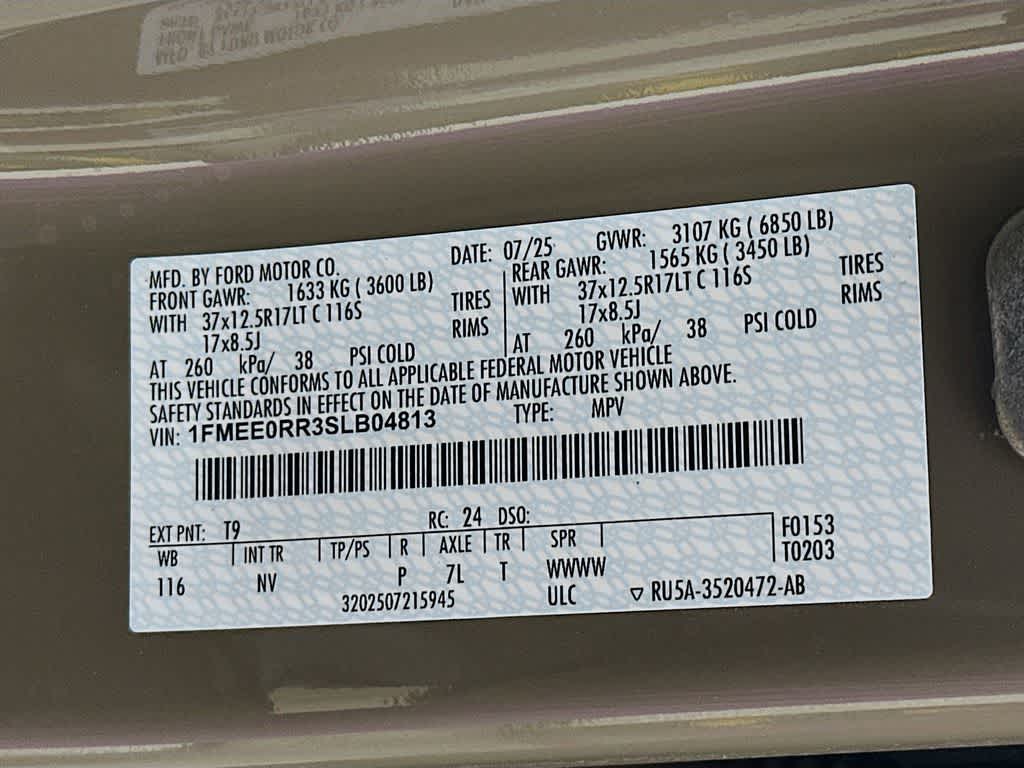 MFD. BY FORD MOTOR CO. DATE: 07/25 GVWR: 3107 KG ( 6850 LB)
FRONT GAWR: 1633 KG ( 3600 LB) REAR GAWR: 1565 KG ( 3450 LB)
WITH 37x12.5R17LT C 116S TIRES WITH 37x12.5R17LT C 116S TIRES
17x8.5J RIMS 17x8.5J RIMS
AT 260 kPa/ 38 PSI COLD AT 260 kPa/ 38 PSI COLD
THIS VEHICLE CONFORMS TO ALL APPLICABLE FEDERAL MOTOR VEHICLE
SAFETY STANDARDS IN EFFECT ON THE DATE OF MANUFACTURE SHOWN ABOVE.
VIN: 1FMEE0RR3SLB04813 TYPE: MPV
EXT PNT: T9 RC: 24 DSO:
WB INT TR TP/PS R AXLE TR SPR F0153
116 NV P 7L T WWWW T0203
3202507215945 ULC ▽ RU5A-3520472-AB